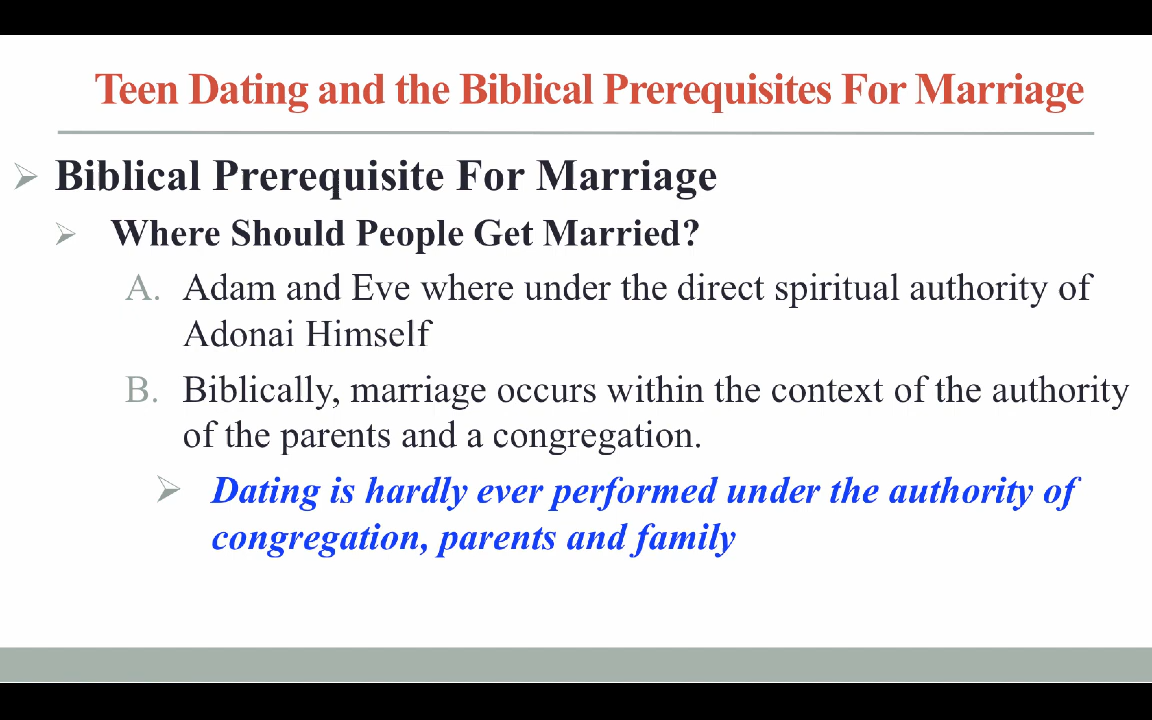 Teen Dating and the Biblical Prerequisites For Marriage
Biblical Prerequisite For Marriage
Where Should People Get Married?
A. Adam and Eve where under the direct spiritual authority of
Adonai Himself
B. Biblically, marriage occurs within the context of the authority
of the parents and a congregation.
Dating is hardly ever performed under the authority of
congregation, parents and family